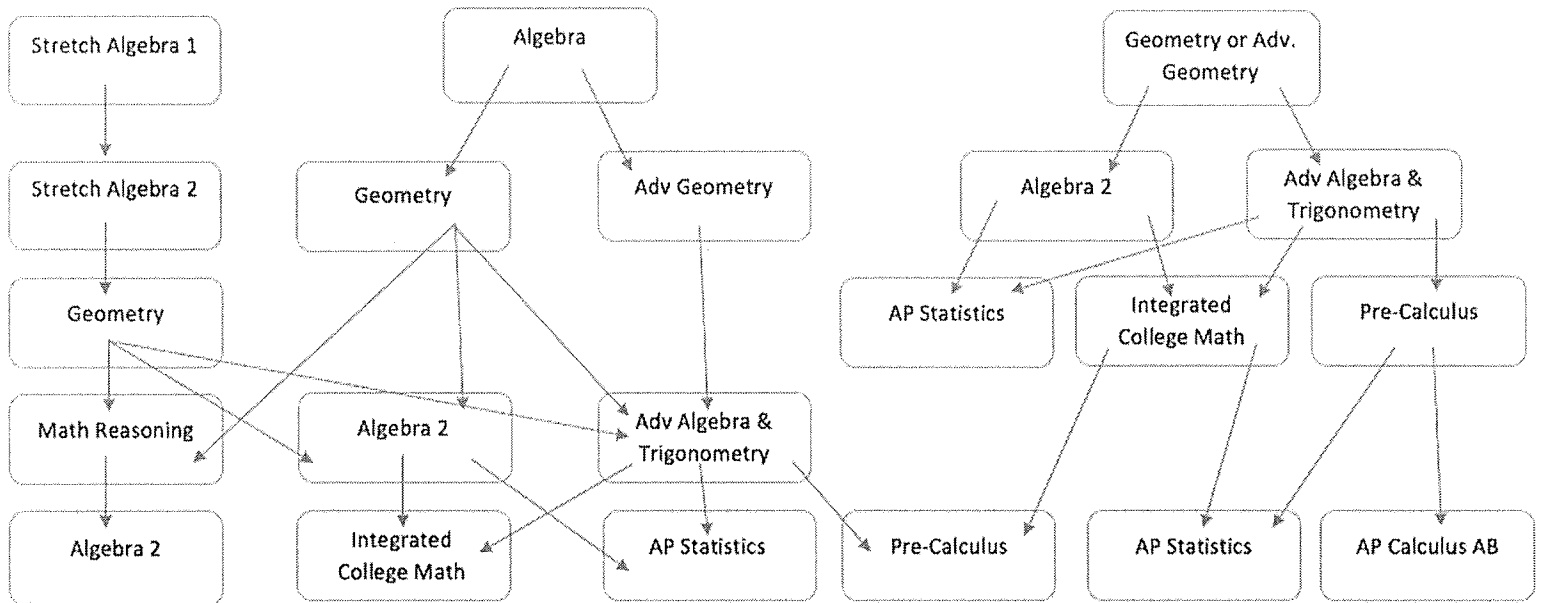 Stretch Algebra 1
Algebra
Geometry or Adv.
Geometry
Stretch Algebra 2
Geometry
Adv Geometry
Algebra 2
Adv Algebra &
Trigonometry
Geometry
AP Statistics
Integrated
College Math
Pre-Calculus
Math Reasoning
Algebra 2
Adv Algebra &
Trigonometry
Algebra 2
Integrated
College Math
AP Statistics
Pre-Calculus
AP Statistics
AP Calculus AB